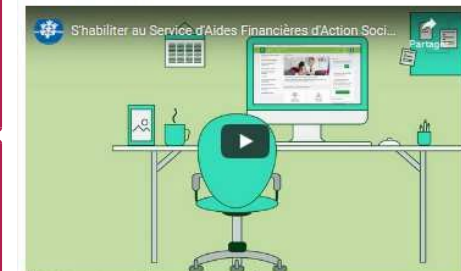 S'habiliter au Service d'Aides Financières d'Action Soci...
Partager